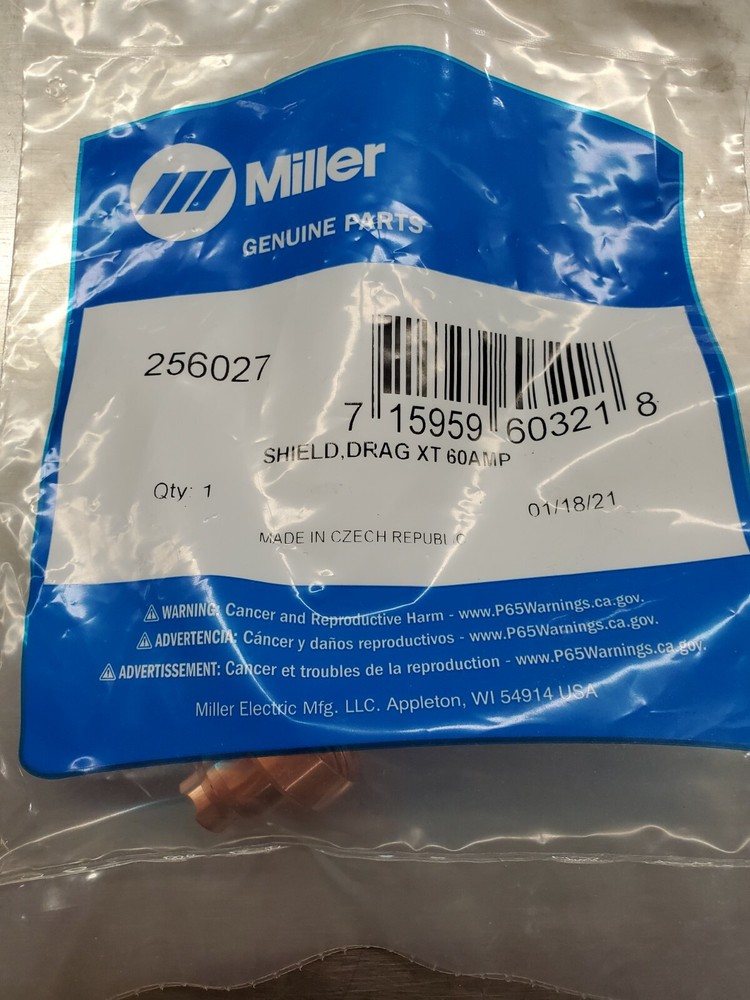 Miller
GENUINE PARTS
256027
7 15959 60321 8
SHIELD,DRAG XT 60AMP
Qty: 1
01/18/21
MADE IN CZECH REPUBLIC
WARNING: Cancer and Reproductive Harm - www.P65Warnings.ca.gov.
ADVERTENCIA: Cáncer y daños reproductivos - www.P65Warnings.ca.gov.
ADVERTISSEMENT: Cancer et troubles de la reproduction - www.P65Warnings.ca.gov.
Miller Electric Mfg. LLC. Appleton, WI 54914 USA